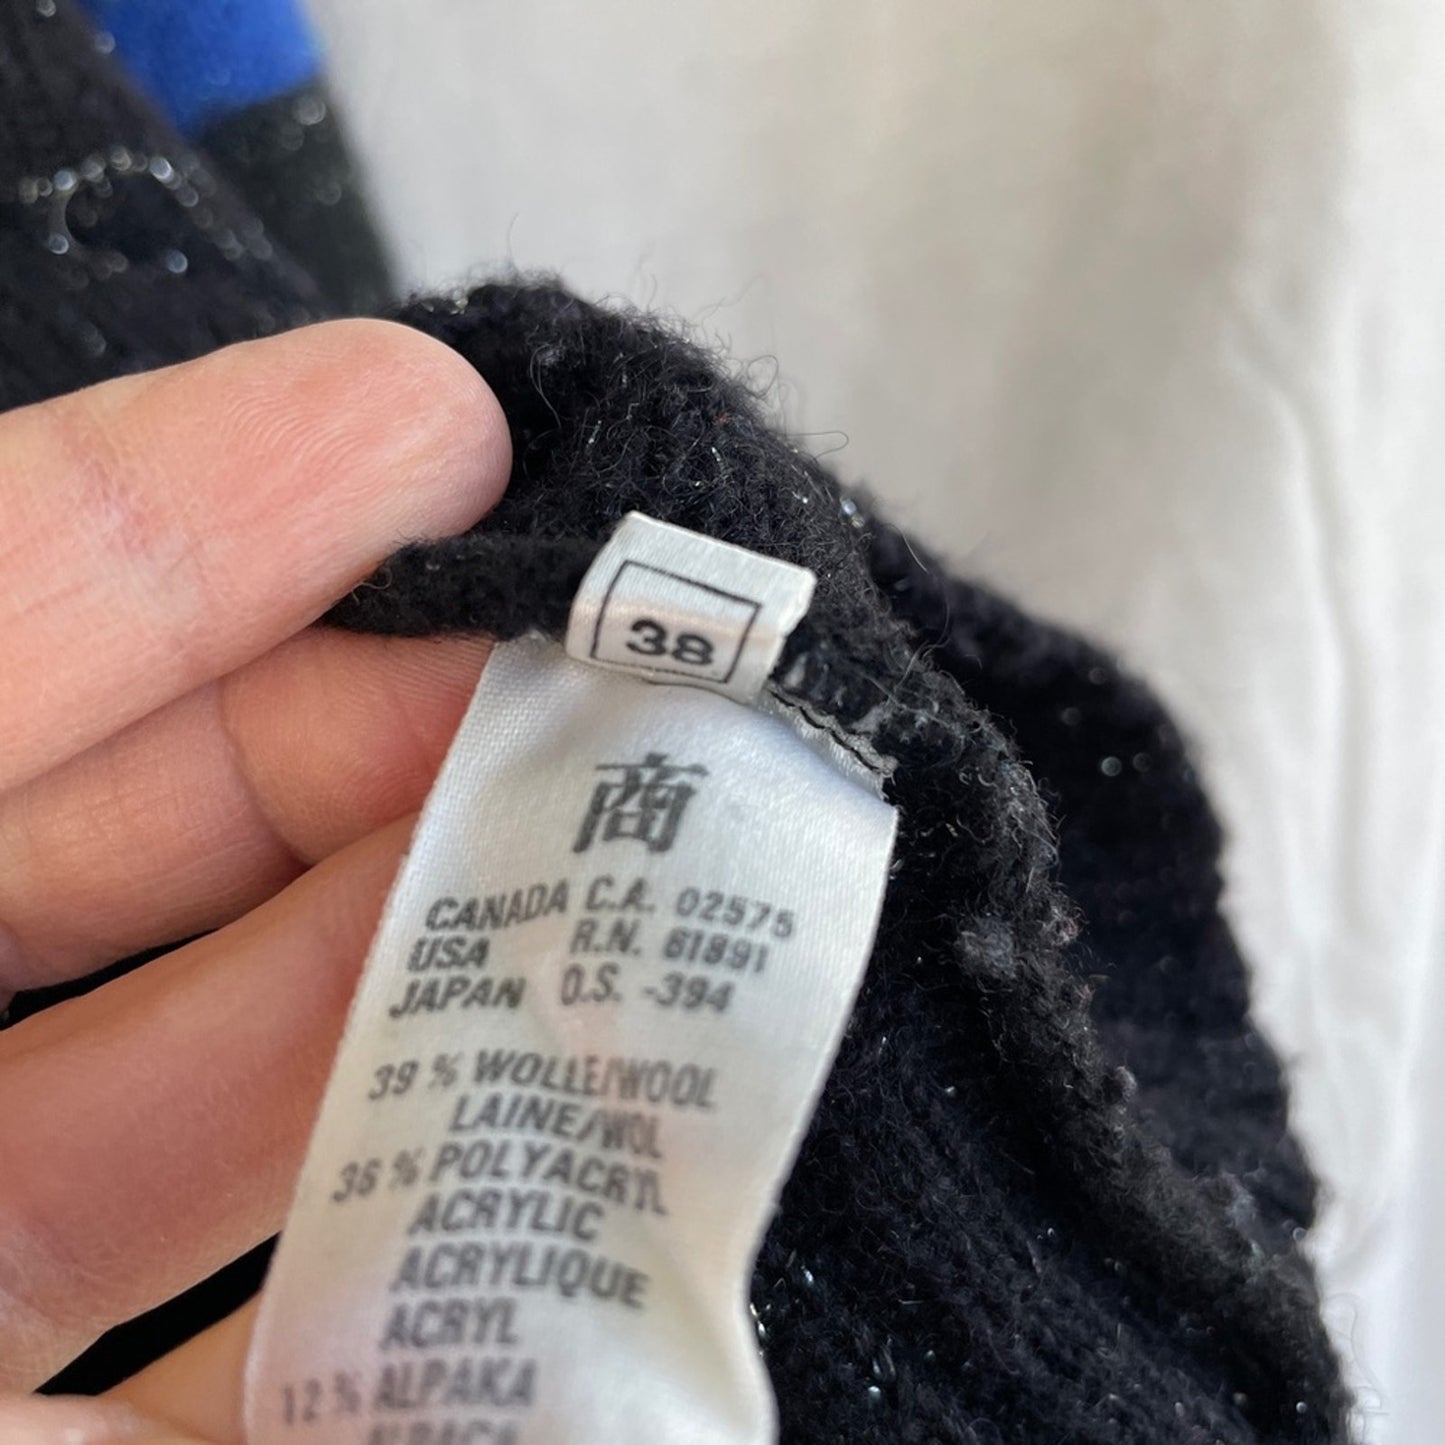 38
商
CANADA C.A. 02575
USA R.N. 61891
JAPAN O.S. -394
39 % WOLLE/WOOL
LAINE/WOL
36 % POLYACRYL
ACRYLIC
ACRYLIQUE
ACRYL
12 % ALPAKA